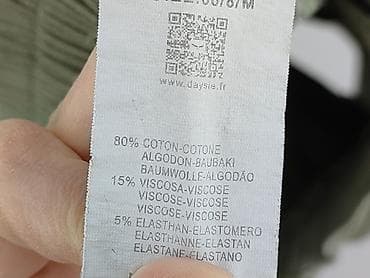 www.daysie.fr
80% COTON-COTONE
ALGODON-BAUBAKI
BAUMWOLLE-ALGODÃO
15% VISCOSA-VISCOSE
VISCOSE-VISCOSE
VISCOSE-VISCOSE
5% ELASTHAN-ELASTOMERO
ELASTHANNE-ELASTAN
ELASTANE-ELASTANO